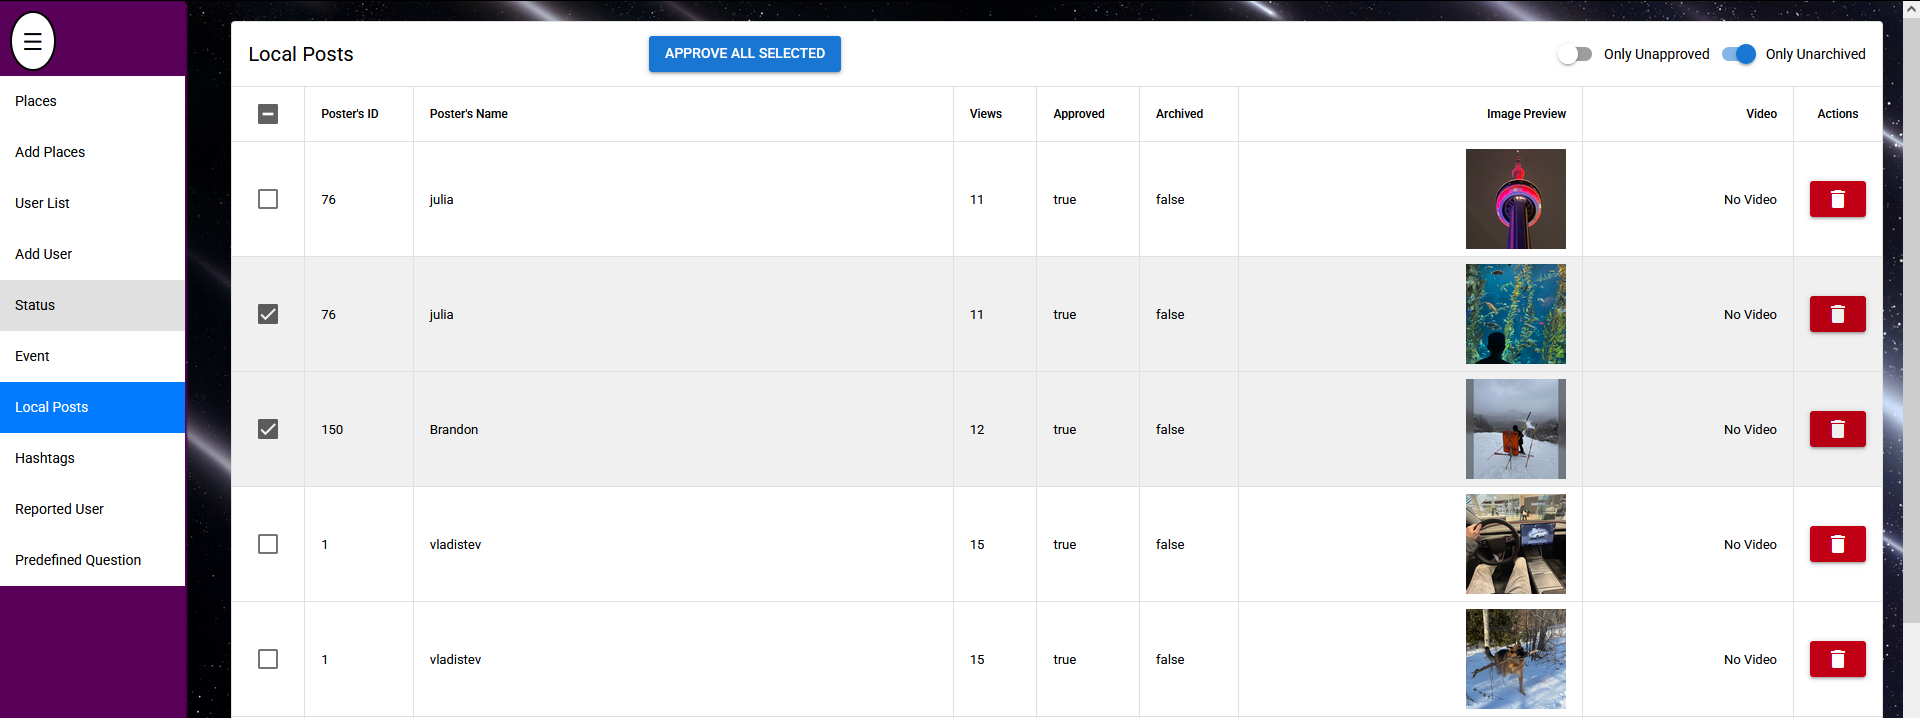 Local Posts
APPROVE ALL SELECTED
Only Unapproved
Only Unarchived
Places
Add Places
User List
Add User
Status
Event
Local Posts
Hashtags
Reported User
Predefined Question
Poster's ID Poster's Name Views Approved Archived Image Preview Video Actions
76 julia 11 true false No Video
76 julia 11 true false No Video
150 Brandon 12 true false No Video
1 vladistev 15 true false No Video
1 vladistev 15 true false No Video